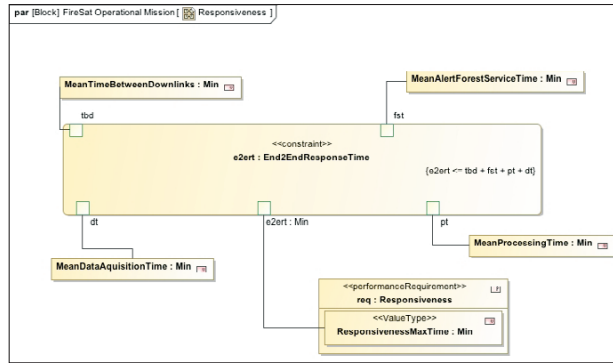 par [Block] FireSat Operational Mission [ Responsiveness ]
MeanTimeBetweenDownlinks : Min
MeanAlertForestServiceTime : Min
tbd
fst
<<constraint>>
e2ert : End2EndResponseTime
{e2ert <= tbd + fst + pt + dt}
dt
e2ert : Min
pt
MeanProcessingTime : Min
MeanDataAquisitionTime : Min
<<performanceRequirement>>
req : Responsiveness
<<ValueType>>
ResponsivenessMaxTime : Min